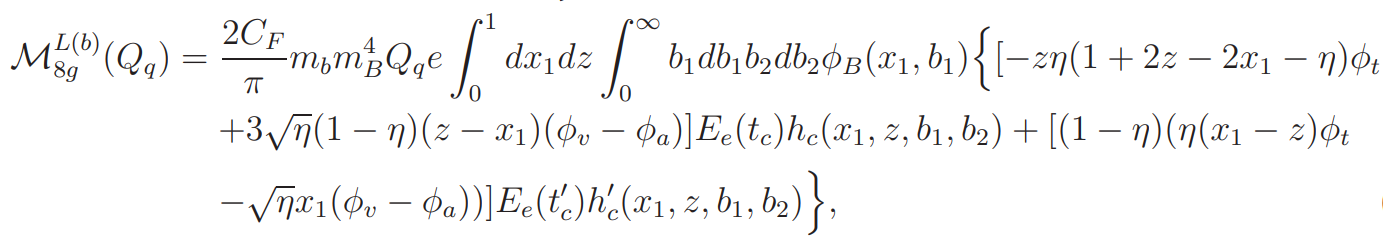 $\mathcal{M}_{8g}^{L(b)}(Q_q) = \frac{2C_F}{\pi} m_b m_B^4 Q_q e \int_0^1 dx_1 dz \int_0^\infty b_1 db_1 b_2 db_2 \phi_B(x_1, b_1) \Big\{ [-z\eta(1 + 2z - 2x_1 - \eta)\phi_t$
$+3\sqrt{\eta}(1 - \eta)(z - x_1)(\phi_v - \phi_a)] E_e(t_c) h_c(x_1, z, b_1, b_2) + [(1 - \eta)(\eta(x_1 - z)\phi_t$
$-\sqrt{\eta} x_1(\phi_v - \phi_a))] E_e(t_c') h_c'(x_1, z, b_1, b_2) \Big\},$